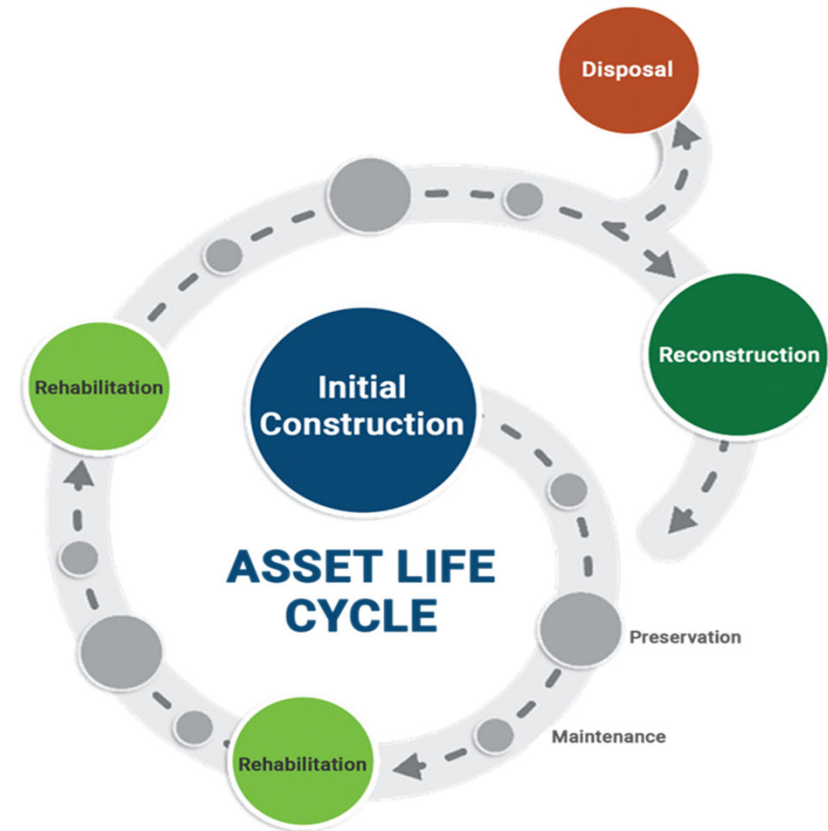 Disposal
Reconstruction
Rehabilitation
Initial
Construction
ASSET LIFE
CYCLE
Preservation
Maintenance
Rehabilitation